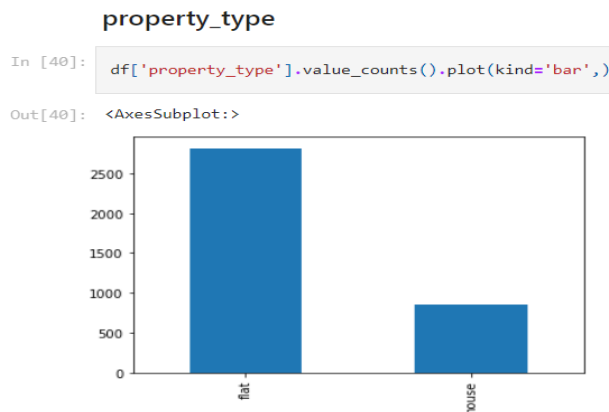 property_type
In [40]:
df['property_type'].value_counts().plot(kind='bar',)
Out[40]:
<AxesSubplot:>
2500
2000
1500
1000
500
0
flat